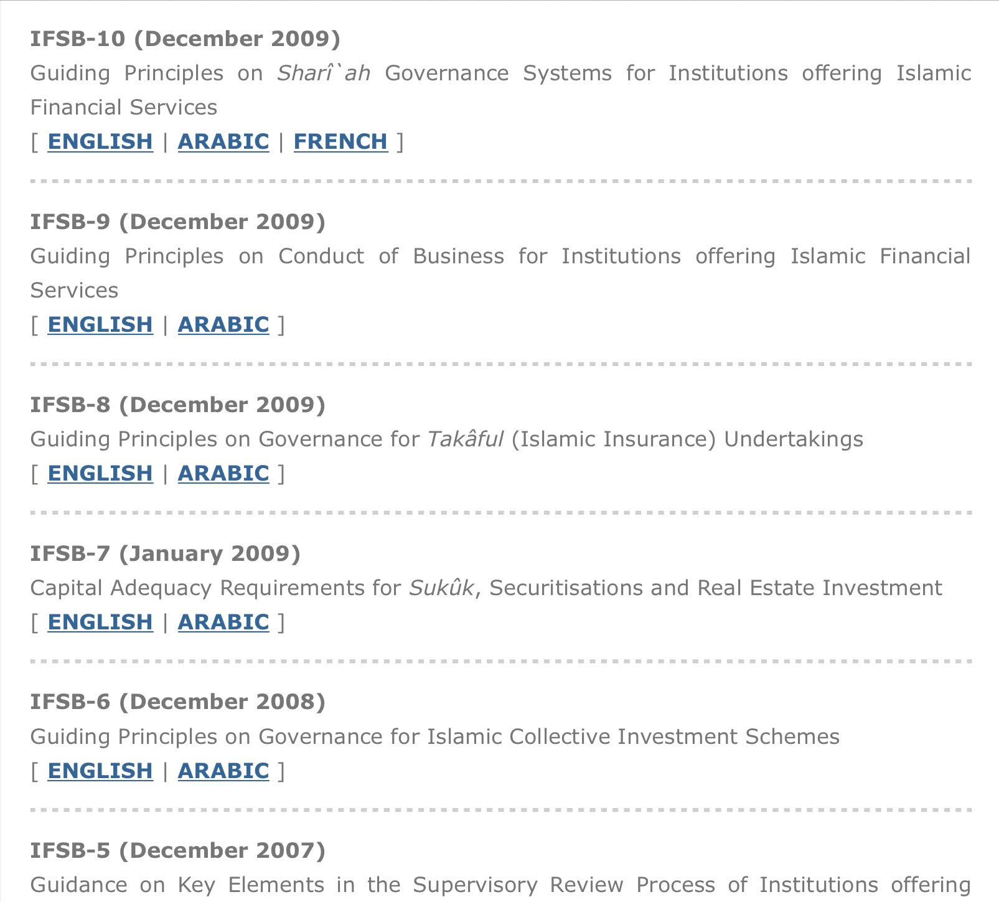 IFSB-10 (December 2009)
Guiding Principles on Sharî`ah Governance Systems for Institutions offering Islamic
Financial Services
[ ENGLISH | ARABIC | FRENCH ]
IFSB-9 (December 2009)
Guiding Principles on Conduct of Business for Institutions offering Islamic Financial
Services
[ ENGLISH | ARABIC ]
IFSB-8 (December 2009)
Guiding Principles on Governance for Takâful (Islamic Insurance) Undertakings
[ ENGLISH | ARABIC ]
IFSB-7 (January 2009)
Capital Adequacy Requirements for Sukûk, Securitisations and Real Estate Investment
[ ENGLISH | ARABIC ]
IFSB-6 (December 2008)
Guiding Principles on Governance for Islamic Collective Investment Schemes
[ ENGLISH | ARABIC ]
IFSB-5 (December 2007)
Guidance on Key Elements in the Supervisory Review Process of Institutions offering